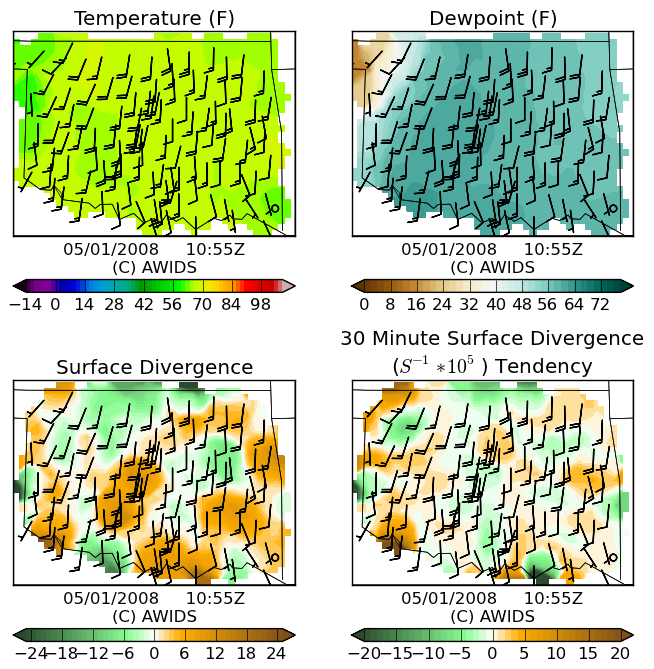 Temperature (F)
Dewpoint (F)
05/01/2008 10:55Z
(C) AWIDS
05/01/2008 10:55Z
(C) AWIDS
−14 0 14 28 42 56 70 84 98
0 8 16 24 32 40 48 56 64 72
30 Minute Surface Divergence
Surface Divergence
(S⁻¹ *10⁵ ) Tendency
05/01/2008 10:55Z
(C) AWIDS
05/01/2008 10:55Z
(C) AWIDS
−24 −18 −12 −6 0 6 12 18 24
−20 −15 −10 −5 0 5 10 15 20